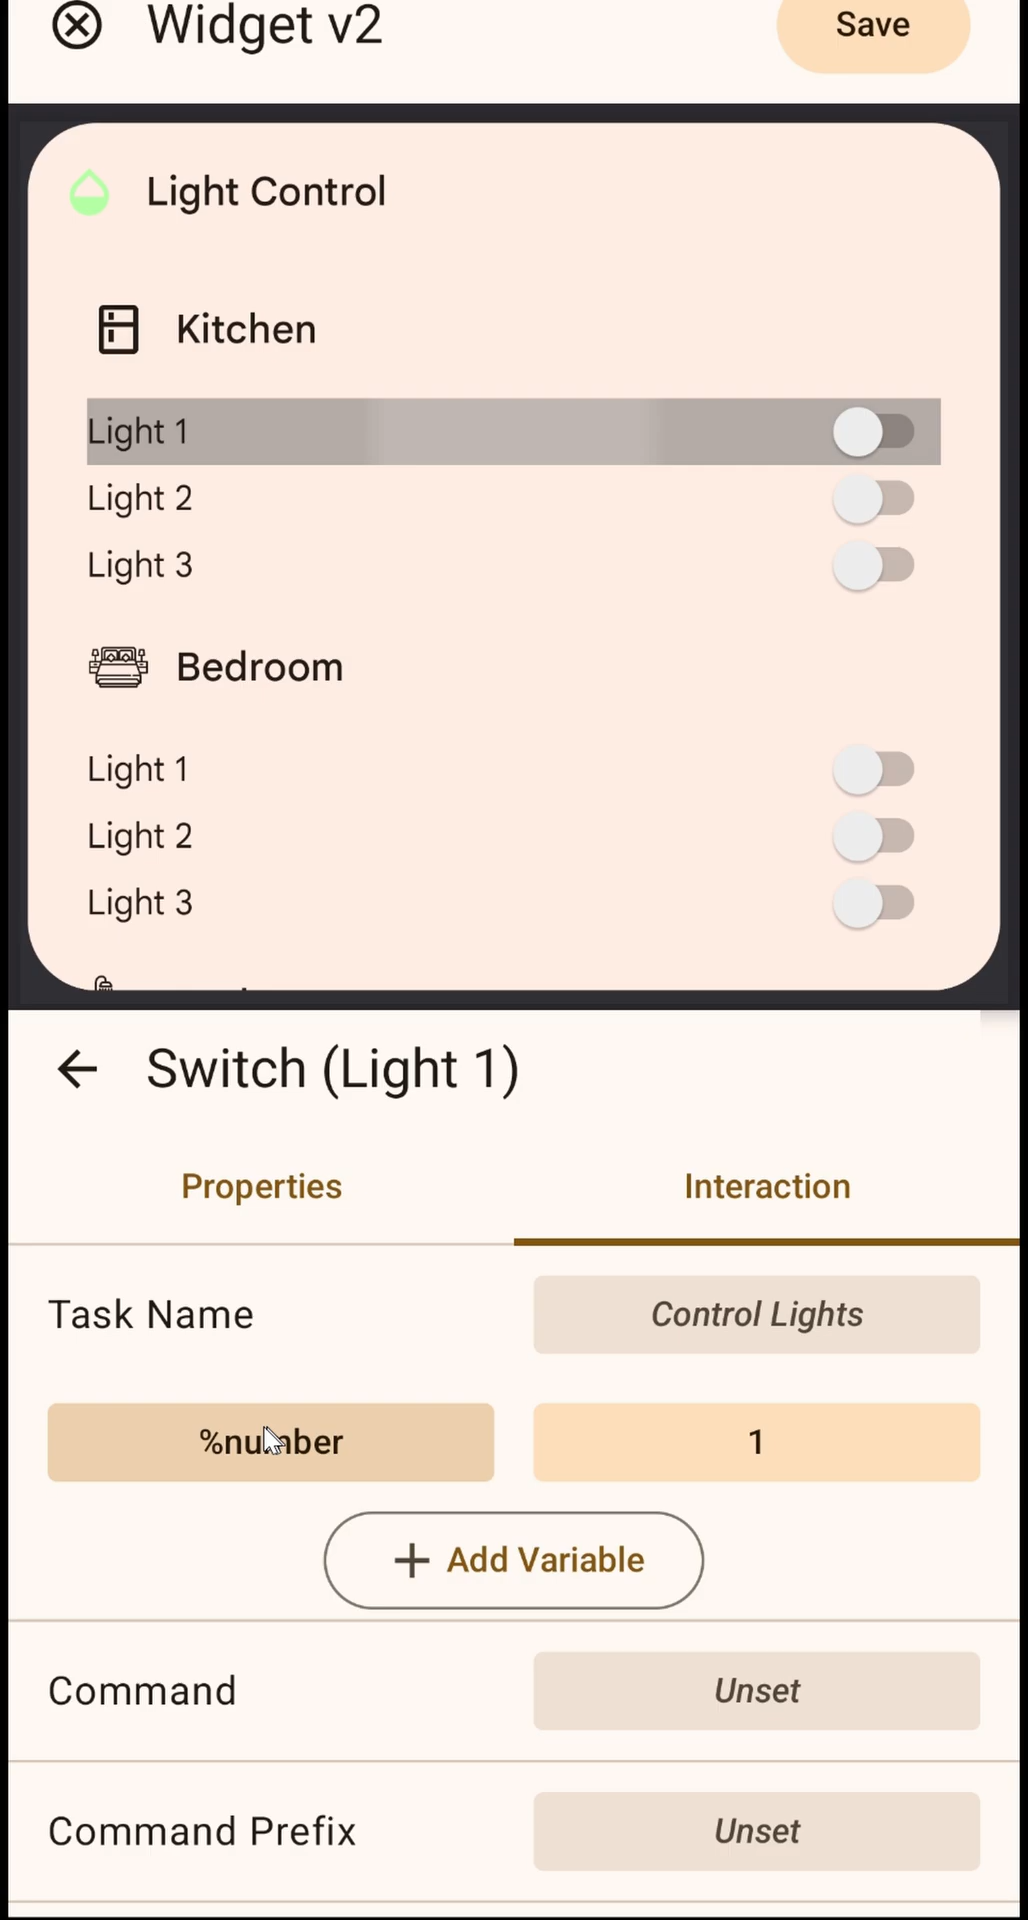 Widget v2
Save
Light Control
Kitchen
Light 1
Light 2
Light 3
Bedroom
Light 1
Light 2
Light 3
Switch (Light 1)
Properties
Interaction
Task Name
Control Lights
%number
1
+ Add Variable
Command
Unset
Command Prefix
Unset